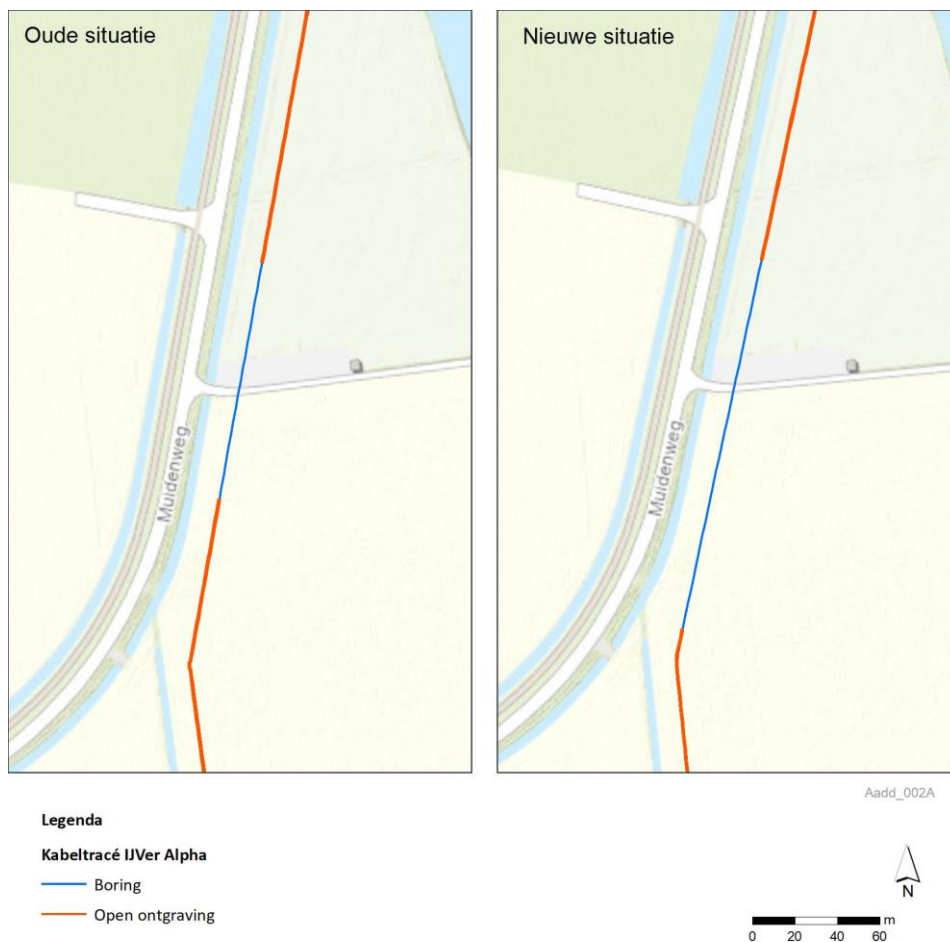 Oude situatie
Nieuwe situatie
Muidenweg
Muidenweg
Aadd_002A
Legenda
Kabeltracé IJVer Alpha
Boring
Open ontgraving
N
m
0 20 40 60